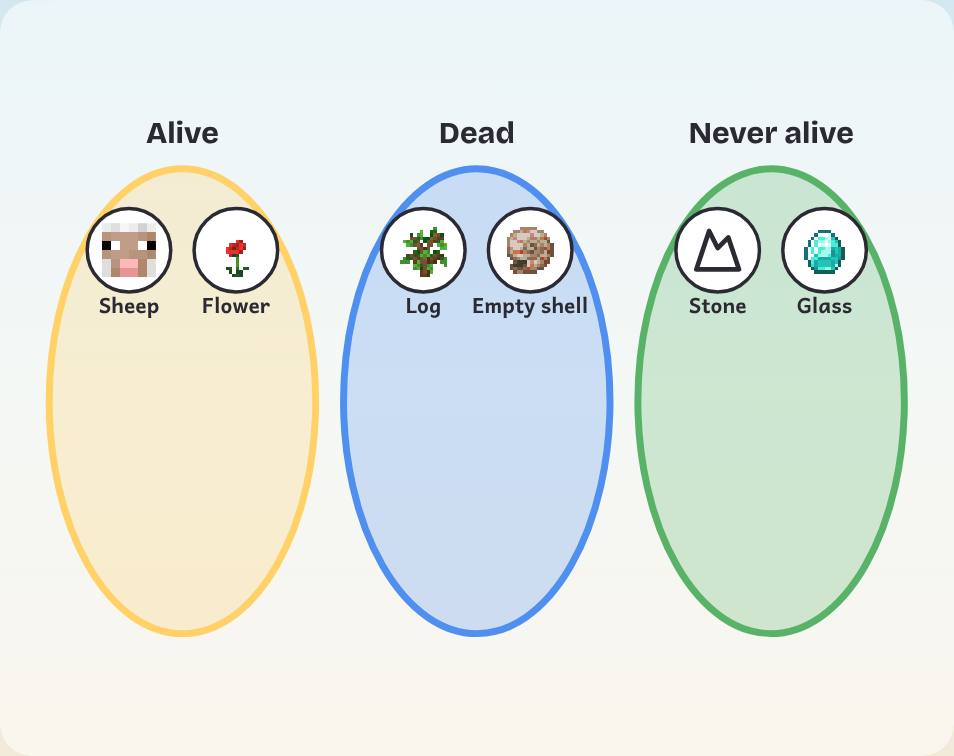 Alive
Dead
Never alive
Sheep
Flower
Log
Empty shell
Stone
Glass